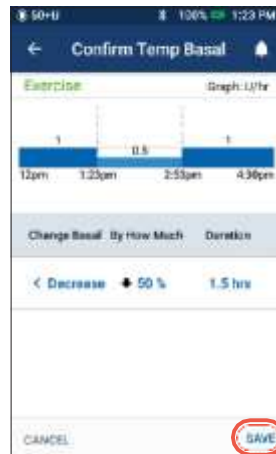 50+U 100% 1:23 PM
Confirm Temp Basal
Exercise Graph: U/hr
1 0.5 1
12pm 1:23pm 2:53pm 4:30pm
Change Basal By How Much Duration
< Decrease 50 % 1.5 hrs
CANCEL SAVE